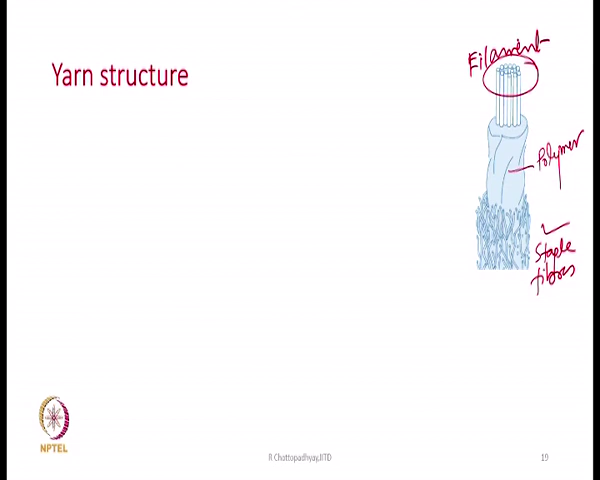 Filament
Yarn structure
Polymer
Staple
fibres
NPTEL
R.Chattopadhyay,IITD
19